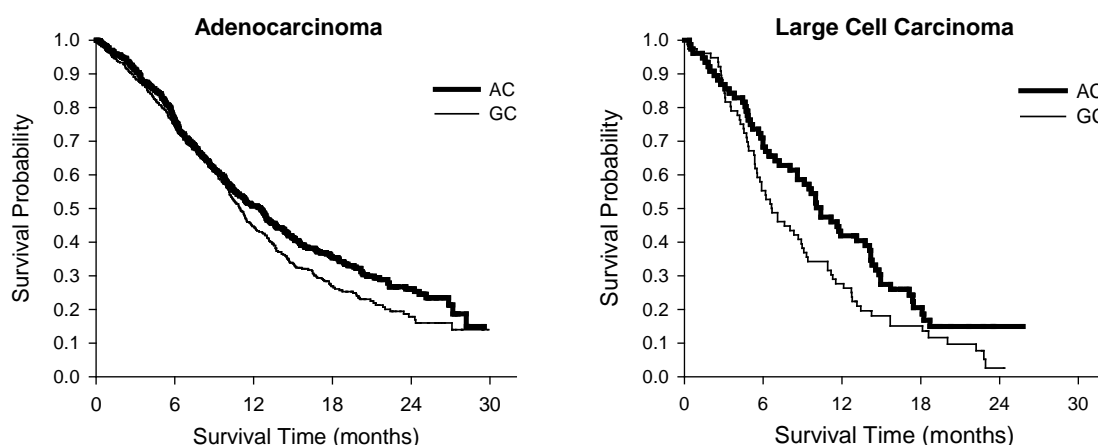 Adenocarcinoma
1.0
0.9
0.8
0.7
0.6
0.5
0.4
0.3
0.2
0.1
0.0
Survival Probability
AC
GC
0 6 12 18 24 30
Survival Time (months)
Large Cell Carcinoma
1.0
0.9
0.8
0.7
0.6
0.5
0.4
0.3
0.2
0.1
0.0
Survival Probability
AC
GC
0 6 12 18 24 30
Survival Time (months)